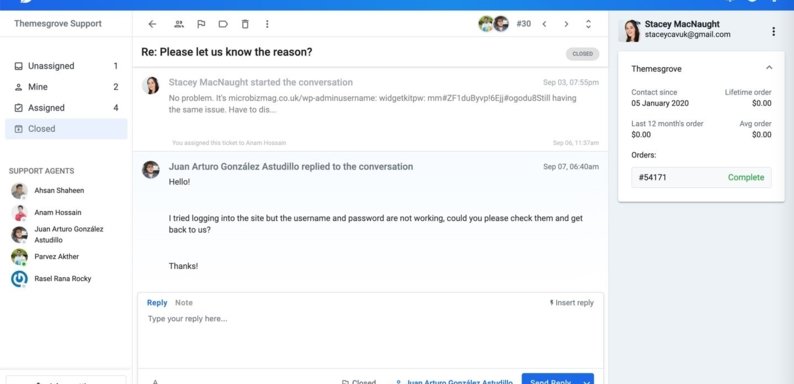 Themesgrove Support
#30
Unassigned 1
Mine 2
Assigned 4
Closed
SUPPORT AGENTS
Ahsan Shaheen
Anam Hossain
Juan Arturo González
Astudillo
Parvez Akther
Rasel Rana Rocky
Re: Please let us know the reason?
CLOSED
Stacey MacNaught started the conversation
Sep 03, 07:55pm
No problem. It's microbizmag.co.uk/wp-adminusername: widgetkitpw: mm#ZF1duByvp!6Ejj#ogodu8Still having
the same issue. Have to dis...
You assigned this ticket to Anam Hossain
Sep 06, 11:37am
Juan Arturo González Astudillo replied to the conversation
Sep 07, 06:40am
Hello!
I tried logging into the site but the username and password are not working, could you please check them and get
back to us?
Thanks!
Reply Note
Insert reply
Type your reply here...
Closed
Juan Arturo González Astudillo
Send Reply
Stacey MacNaught
staceycavuk@gmail.com
Themesgrove
Contact since Lifetime order
05 January 2020 $0.00
Last 12 month's order Avg order
$0.00 $0.00
Orders:
#54171 Complete